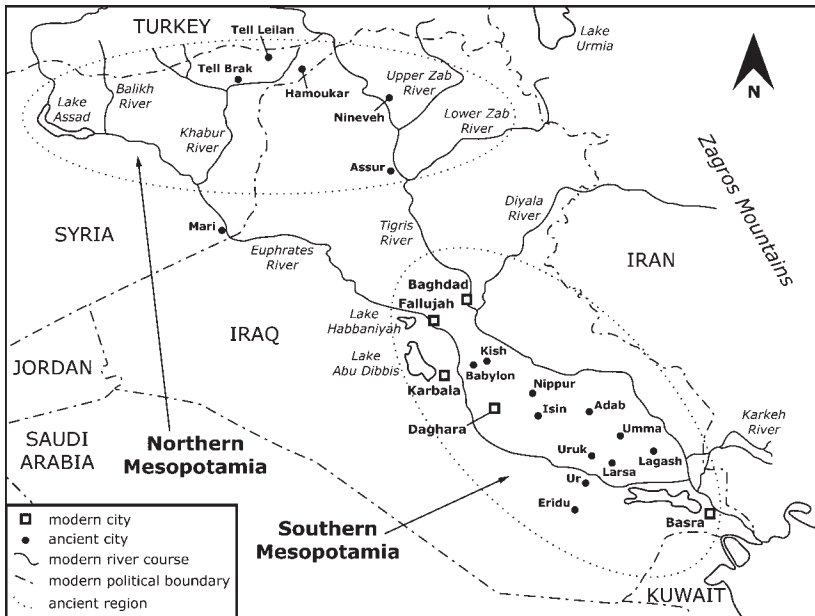 TURKEY
Tell Leilan
Lake
Urmia
Tell Brak
Hamoukar
Upper Zab
River
N
Lake
Assad
Balikh
River
Khabur
River
Nineveh
Lower Zab
River
Zagros Mountains
Assur
Diyala
River
SYRIA
Mari
Euphrates
River
Tigris
River
IRAN
Baghdad
Fallujah
Lake
Habbaniyah
IRAQ
Lake
Abu Dibbis
Kish
Babylon
JORDAN
Karbala
Nippur
Isin
Adab
Daghara
Umma
Karkeh
River
SAUDI
ARABIA
Northern
Mesopotamia
Uruk
Larsa
Lagash
Ur
Eridu
Southern
Mesopotamia
Basra
KUWAIT
modern city
ancient city
modern river course
modern political boundary
ancient region